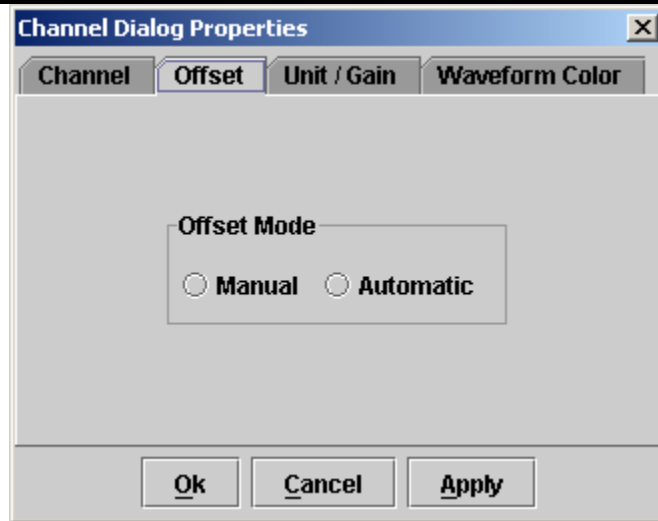 Channel Dialog Properties
Channel Offset Unit / Gain Waveform Color
Offset Mode
Manual Automatic
Ok Cancel Apply